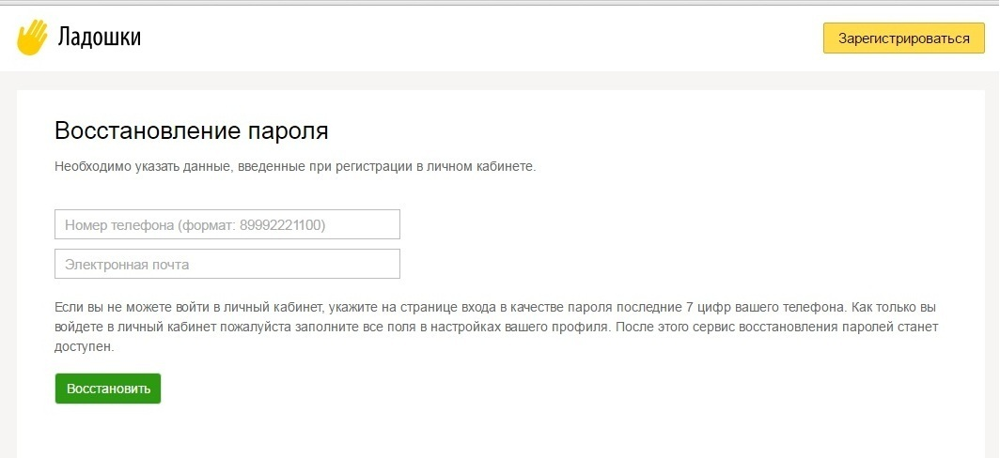 Ладошки
Зарегистрироваться
Восстановление пароля
Необходимо указать данные, введенные при регистрации в личном кабинете.
Номер телефона (формат: 89992221100)
Электронная почта
Если вы не можете войти в личный кабинет, укажите на странице входа в качестве пароля последние 7 цифр вашего телефона. Как только вы
войдете в личный кабинет пожалуйста заполните все поля в настройках вашего профиля. После этого сервис восстановления паролей станет
доступен.
Восстановить